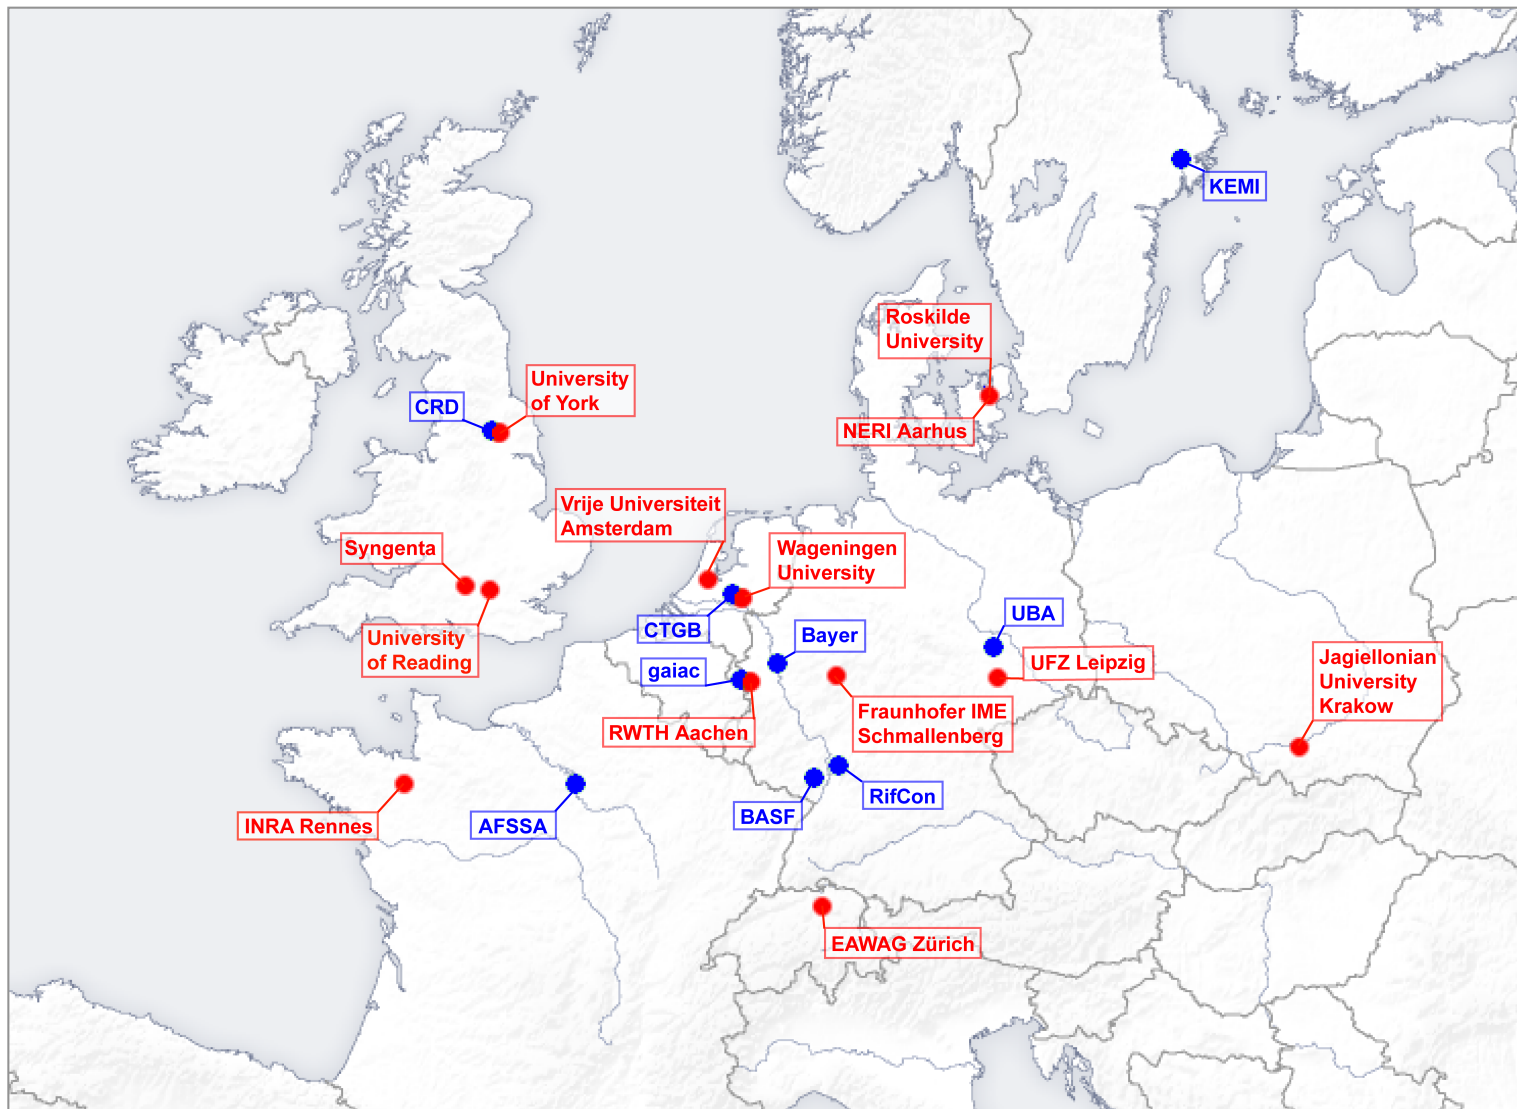 KEMI
Roskilde
University
University
of York
CRD
NERI Aarhus
Vrije Universiteit
Amsterdam
Syngenta
Wageningen
University
UBA
CTGB
Bayer
University
of Reading
gaiac
UFZ Leipzig
Jagiellonian
University
Krakow
Fraunhofer IME
Schmallenberg
RWTH Aachen
RifCon
BASF
INRA Rennes
AFSSA
EAWAG Zürich